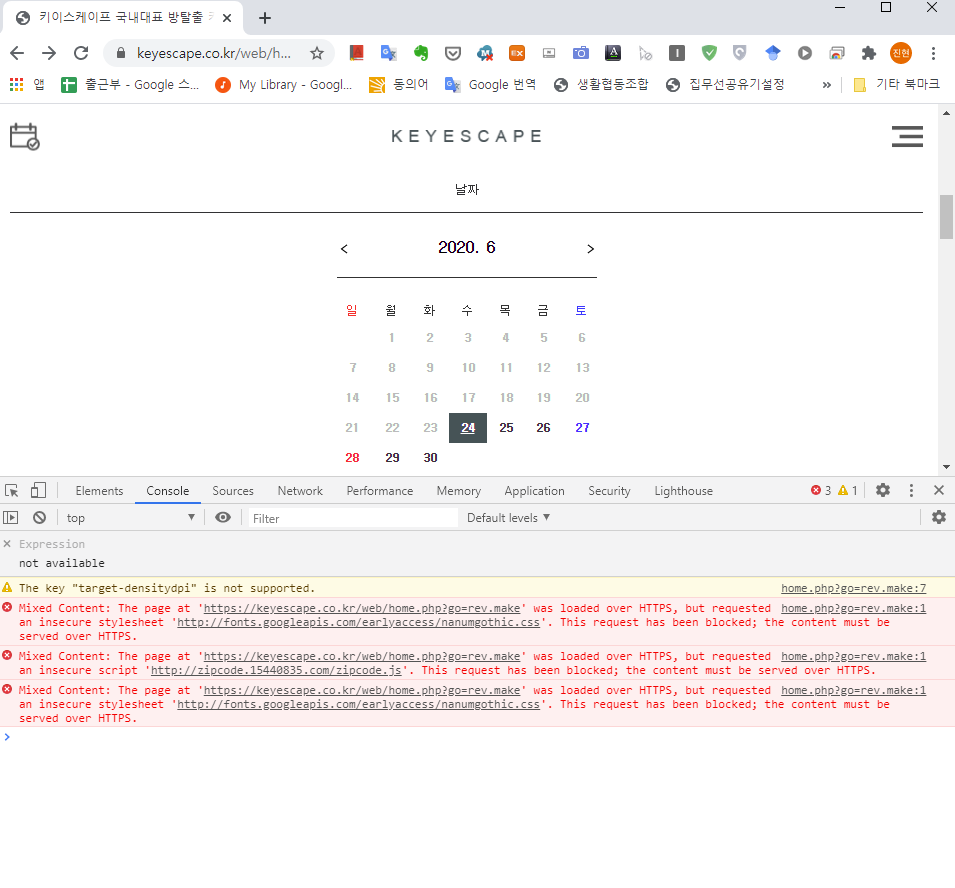 키이스케이프 국내대표 방탈출
keyescape.co.kr/web/h...
EX
A
I
진현
앱
출근부 - Google 스...
My Library - Googl...
동의어
Google 번역
생활협동조합
집무선공유기설정
»
기타 북마크
KEYESCAPE
날짜
< 2020. 6 >
일 월 화 수 목 금 토
1 2 3 4 5 6
7 8 9 10 11 12 13
14 15 16 17 18 19 20
21 22 23 24 25 26 27
28 29 30
Elements Console Sources Network Performance Memory Application Security Lighthouse 3 1
top Filter Default levels
Expression
not available
The key "target-densitydpi" is not supported. home.php?go=rev.make:7
Mixed Content: The page at 'https://keyescape.co.kr/web/home.php?go=rev.make' was loaded over HTTPS, but requested home.php?go=rev.make:1
an insecure stylesheet 'http://fonts.googleapis.com/earlyaccess/nanumgothic.css'. This request has been blocked; the content must be
served over HTTPS.
Mixed Content: The page at 'https://keyescape.co.kr/web/home.php?go=rev.make' was loaded over HTTPS, but requested home.php?go=rev.make:1
an insecure script 'http://zipcode.15440835.com/zipcode.js'. This request has been blocked; the content must be served over HTTPS.
Mixed Content: The page at 'https://keyescape.co.kr/web/home.php?go=rev.make' was loaded over HTTPS, but requested home.php?go=rev.make:1
an insecure stylesheet 'http://fonts.googleapis.com/earlyaccess/nanumgothic.css'. This request has been blocked; the content must be
served over HTTPS.
>